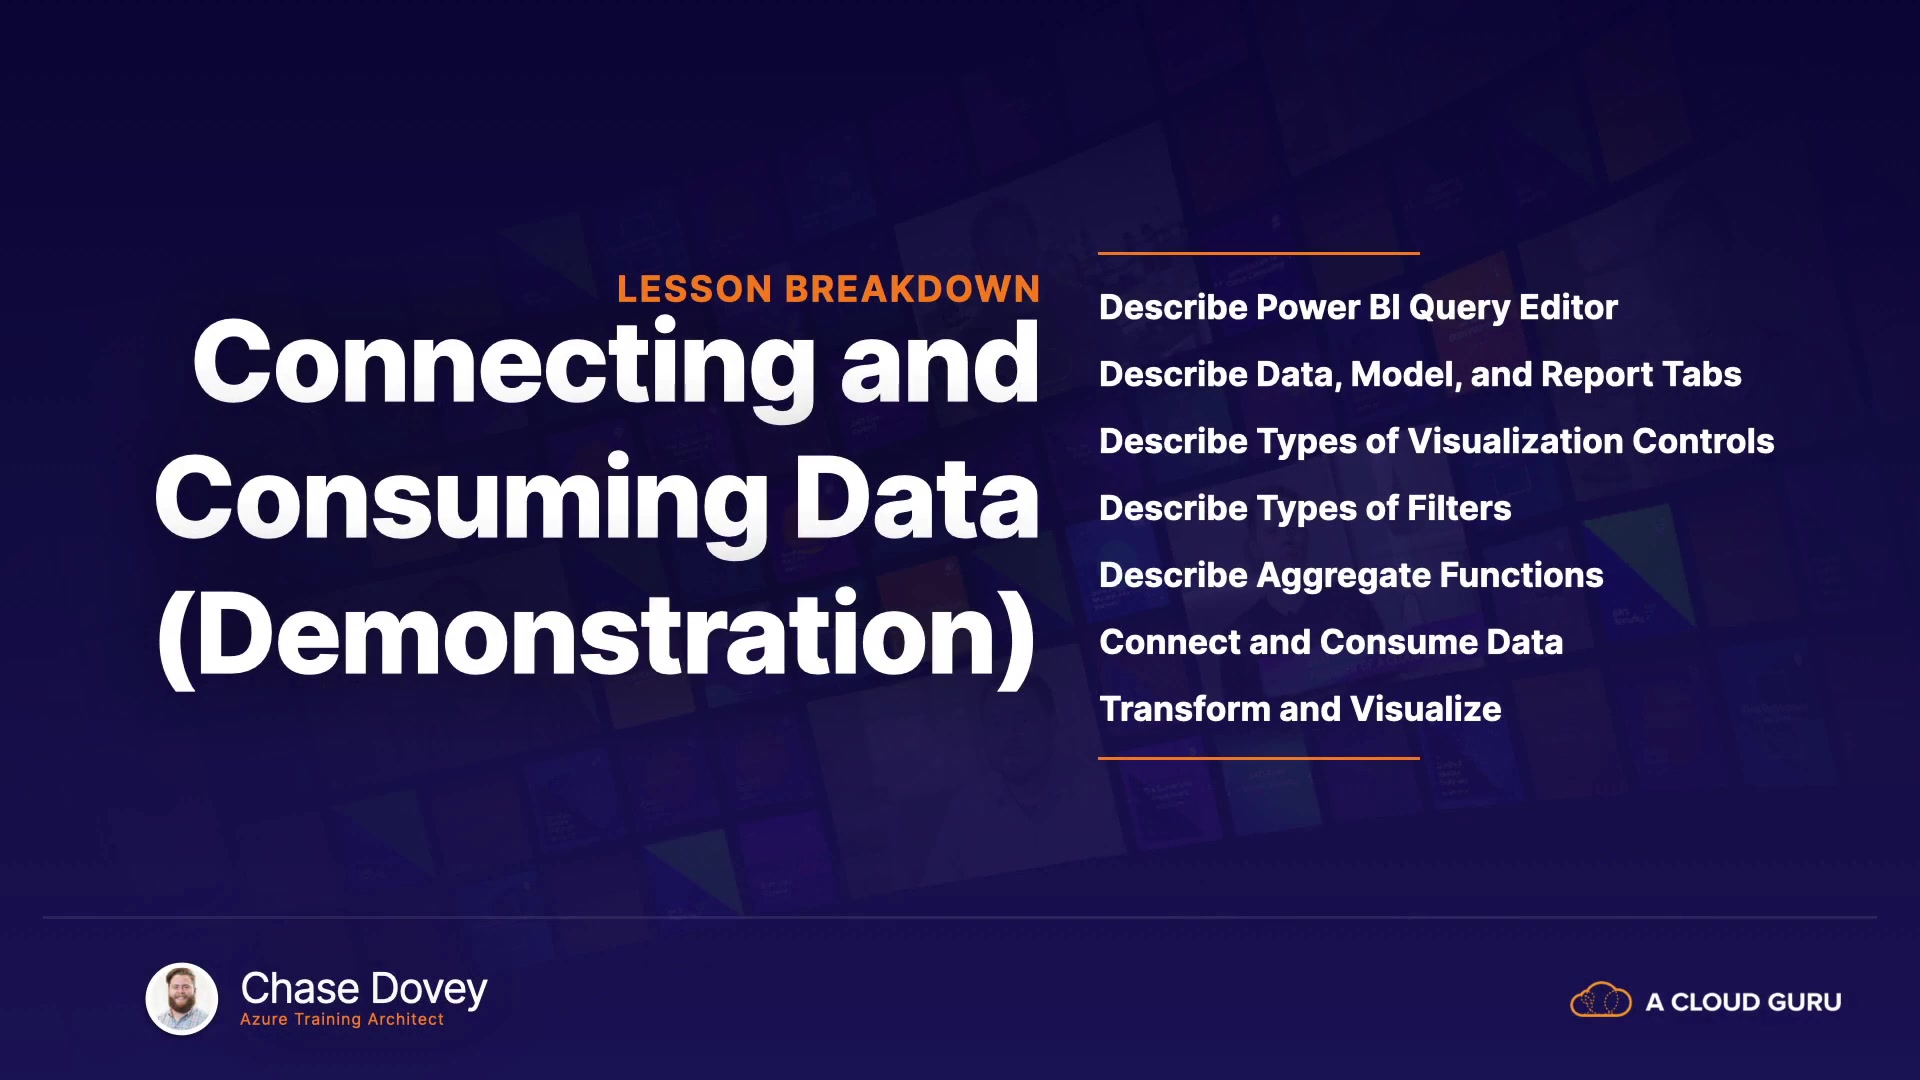 LESSON BREAKDOWN
Connecting and
Consuming Data
(Demonstration)
Describe Power BI Query Editor
Describe Data, Model, and Report Tabs
Describe Types of Visualization Controls
Describe Types of Filters
Describe Aggregate Functions
Connect and Consume Data
Transform and Visualize
Chase Dovey
Azure Training Architect
A CLOUD GURU